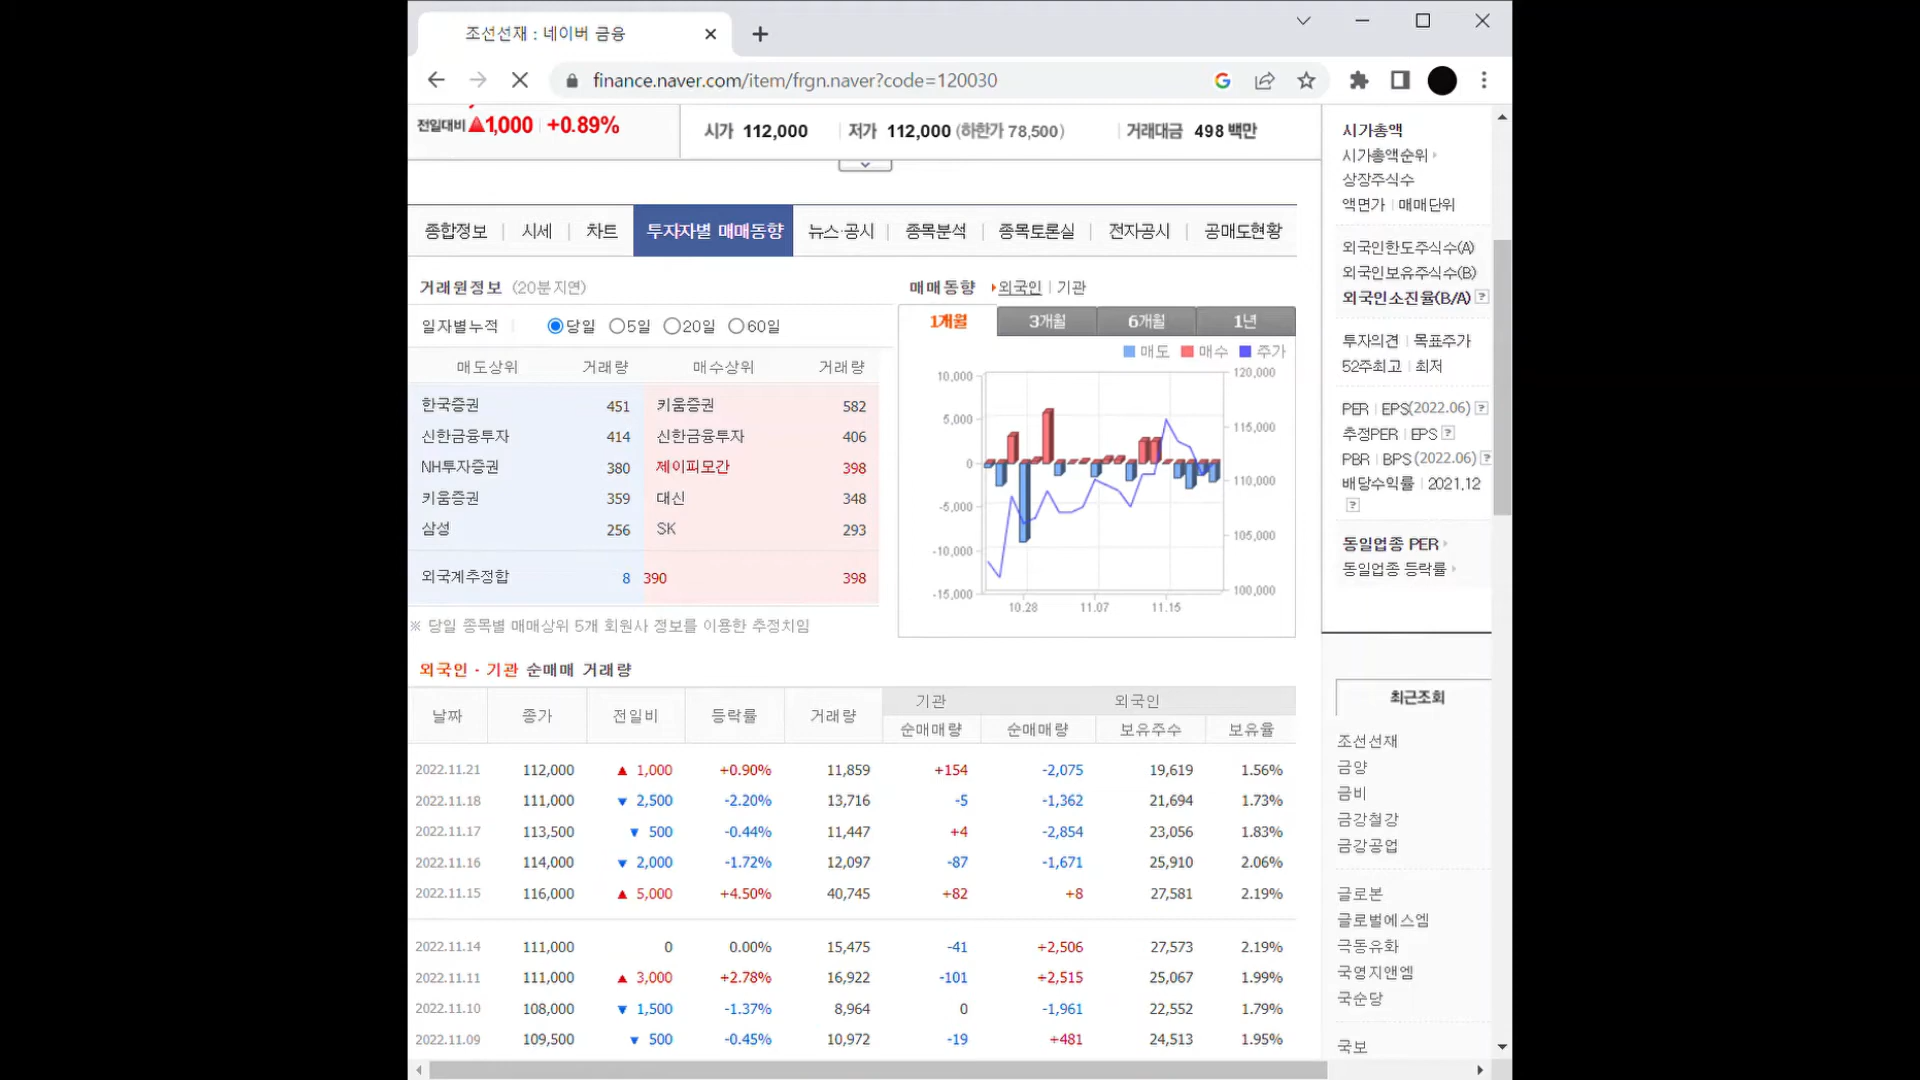 조선선재 : 네이버 금융
finance.naver.com/item/frgn.naver?code=120030
전일대비 ▲1,000 +0.89%
시가 112,000 저가 112,000 (하한가 78,500) 거래대금 498 백만
종합정보 시세 차트 투자자별 매매동향 뉴스·공시 종목분석 종목토론실 전자공시 공매도현황
거래원정보 (20분지연)
일자별누적 당일 5일 20일 60일
매도상위 거래량 매수상위 거래량
한국증권 451 키움증권 582
신한금융투자 414 신한금융투자 406
NH투자증권 380 제이피모간 398
키움증권 359 대신 348
삼성 256 SK 293
외국계추정합 8 390 398
※ 당일 종목별 매매상위 5개 회원사 정보를 이용한 추정치임
매매동향 외국인 기관
1개월 3개월 6개월 1년
매도 매수 주가
10,000 120,000
5,000 115,000
0 110,000
-5,000 105,000
-10,000 100,000
-15,000
10.28 11.07 11.15
외국인 · 기관 순매매 거래량
날짜 종가 전일비 등락률 거래량 기관 외국인
순매매량 순매매량 보유주수 보유율
2022.11.21 112,000 ▲ 1,000 +0.90% 11,859 +154 -2,075 19,619 1.56%
2022.11.18 111,000 ▼ 2,500 -2.20% 13,716 -5 -1,362 21,694 1.73%
2022.11.17 113,500 ▼ 500 -0.44% 11,447 +4 -2,854 23,056 1.83%
2022.11.16 114,000 ▼ 2,000 -1.72% 12,097 -87 -1,671 25,910 2.06%
2022.11.15 116,000 ▲ 5,000 +4.50% 40,745 +82 +8 27,581 2.19%
2022.11.14 111,000 0 0.00% 15,475 -41 +2,506 27,573 2.19%
2022.11.11 111,000 ▲ 3,000 +2.78% 16,922 -101 +2,515 25,067 1.99%
2022.11.10 108,000 ▼ 1,500 -1.37% 8,964 0 -1,961 22,552 1.79%
2022.11.09 109,500 ▼ 500 -0.45% 10,972 -19 +481 24,513 1.95%
시가총액
시가총액순위
상장주식수
액면가 매매단위
외국인한도주식수(A)
외국인보유주식수(B)
외국인소진율(B/A) ?
투자의견 목표주가
52주최고 최저
PER EPS(2022.06) ?
추정PER EPS ?
PBR BPS (2022.06) ?
배당수익률 2021.12
?
동일업종 PER
동일업종 등락률
최근조회
조선선재
금양
금비
금강철강
금강공업
글로본
글로벌에스엠
극동유화
국영지앤엠
국순당
국보